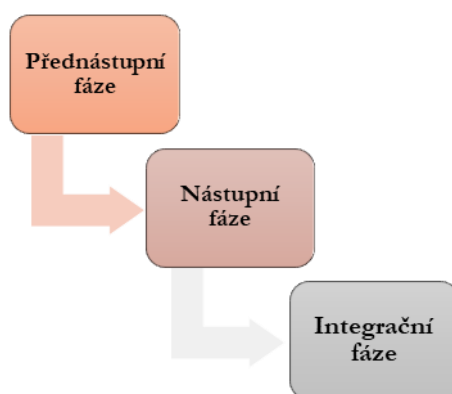 Přednástupní
fáze
Nástupní
fáze
Integrační
fáze